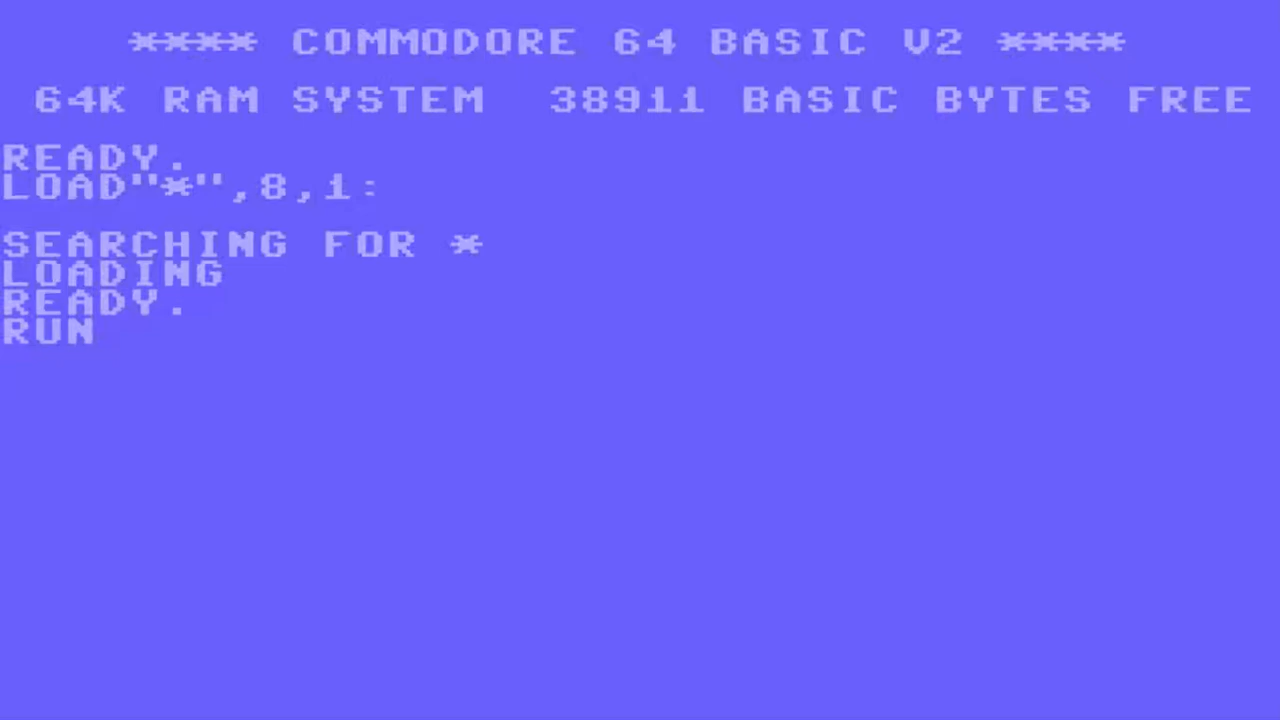 **** COMMODORE 64 BASIC V2 ****
64K RAM SYSTEM  38911 BASIC BYTES FREE
READY.
LOAD"*",8,1:
SEARCHING FOR *
LOADING
READY.
RUN